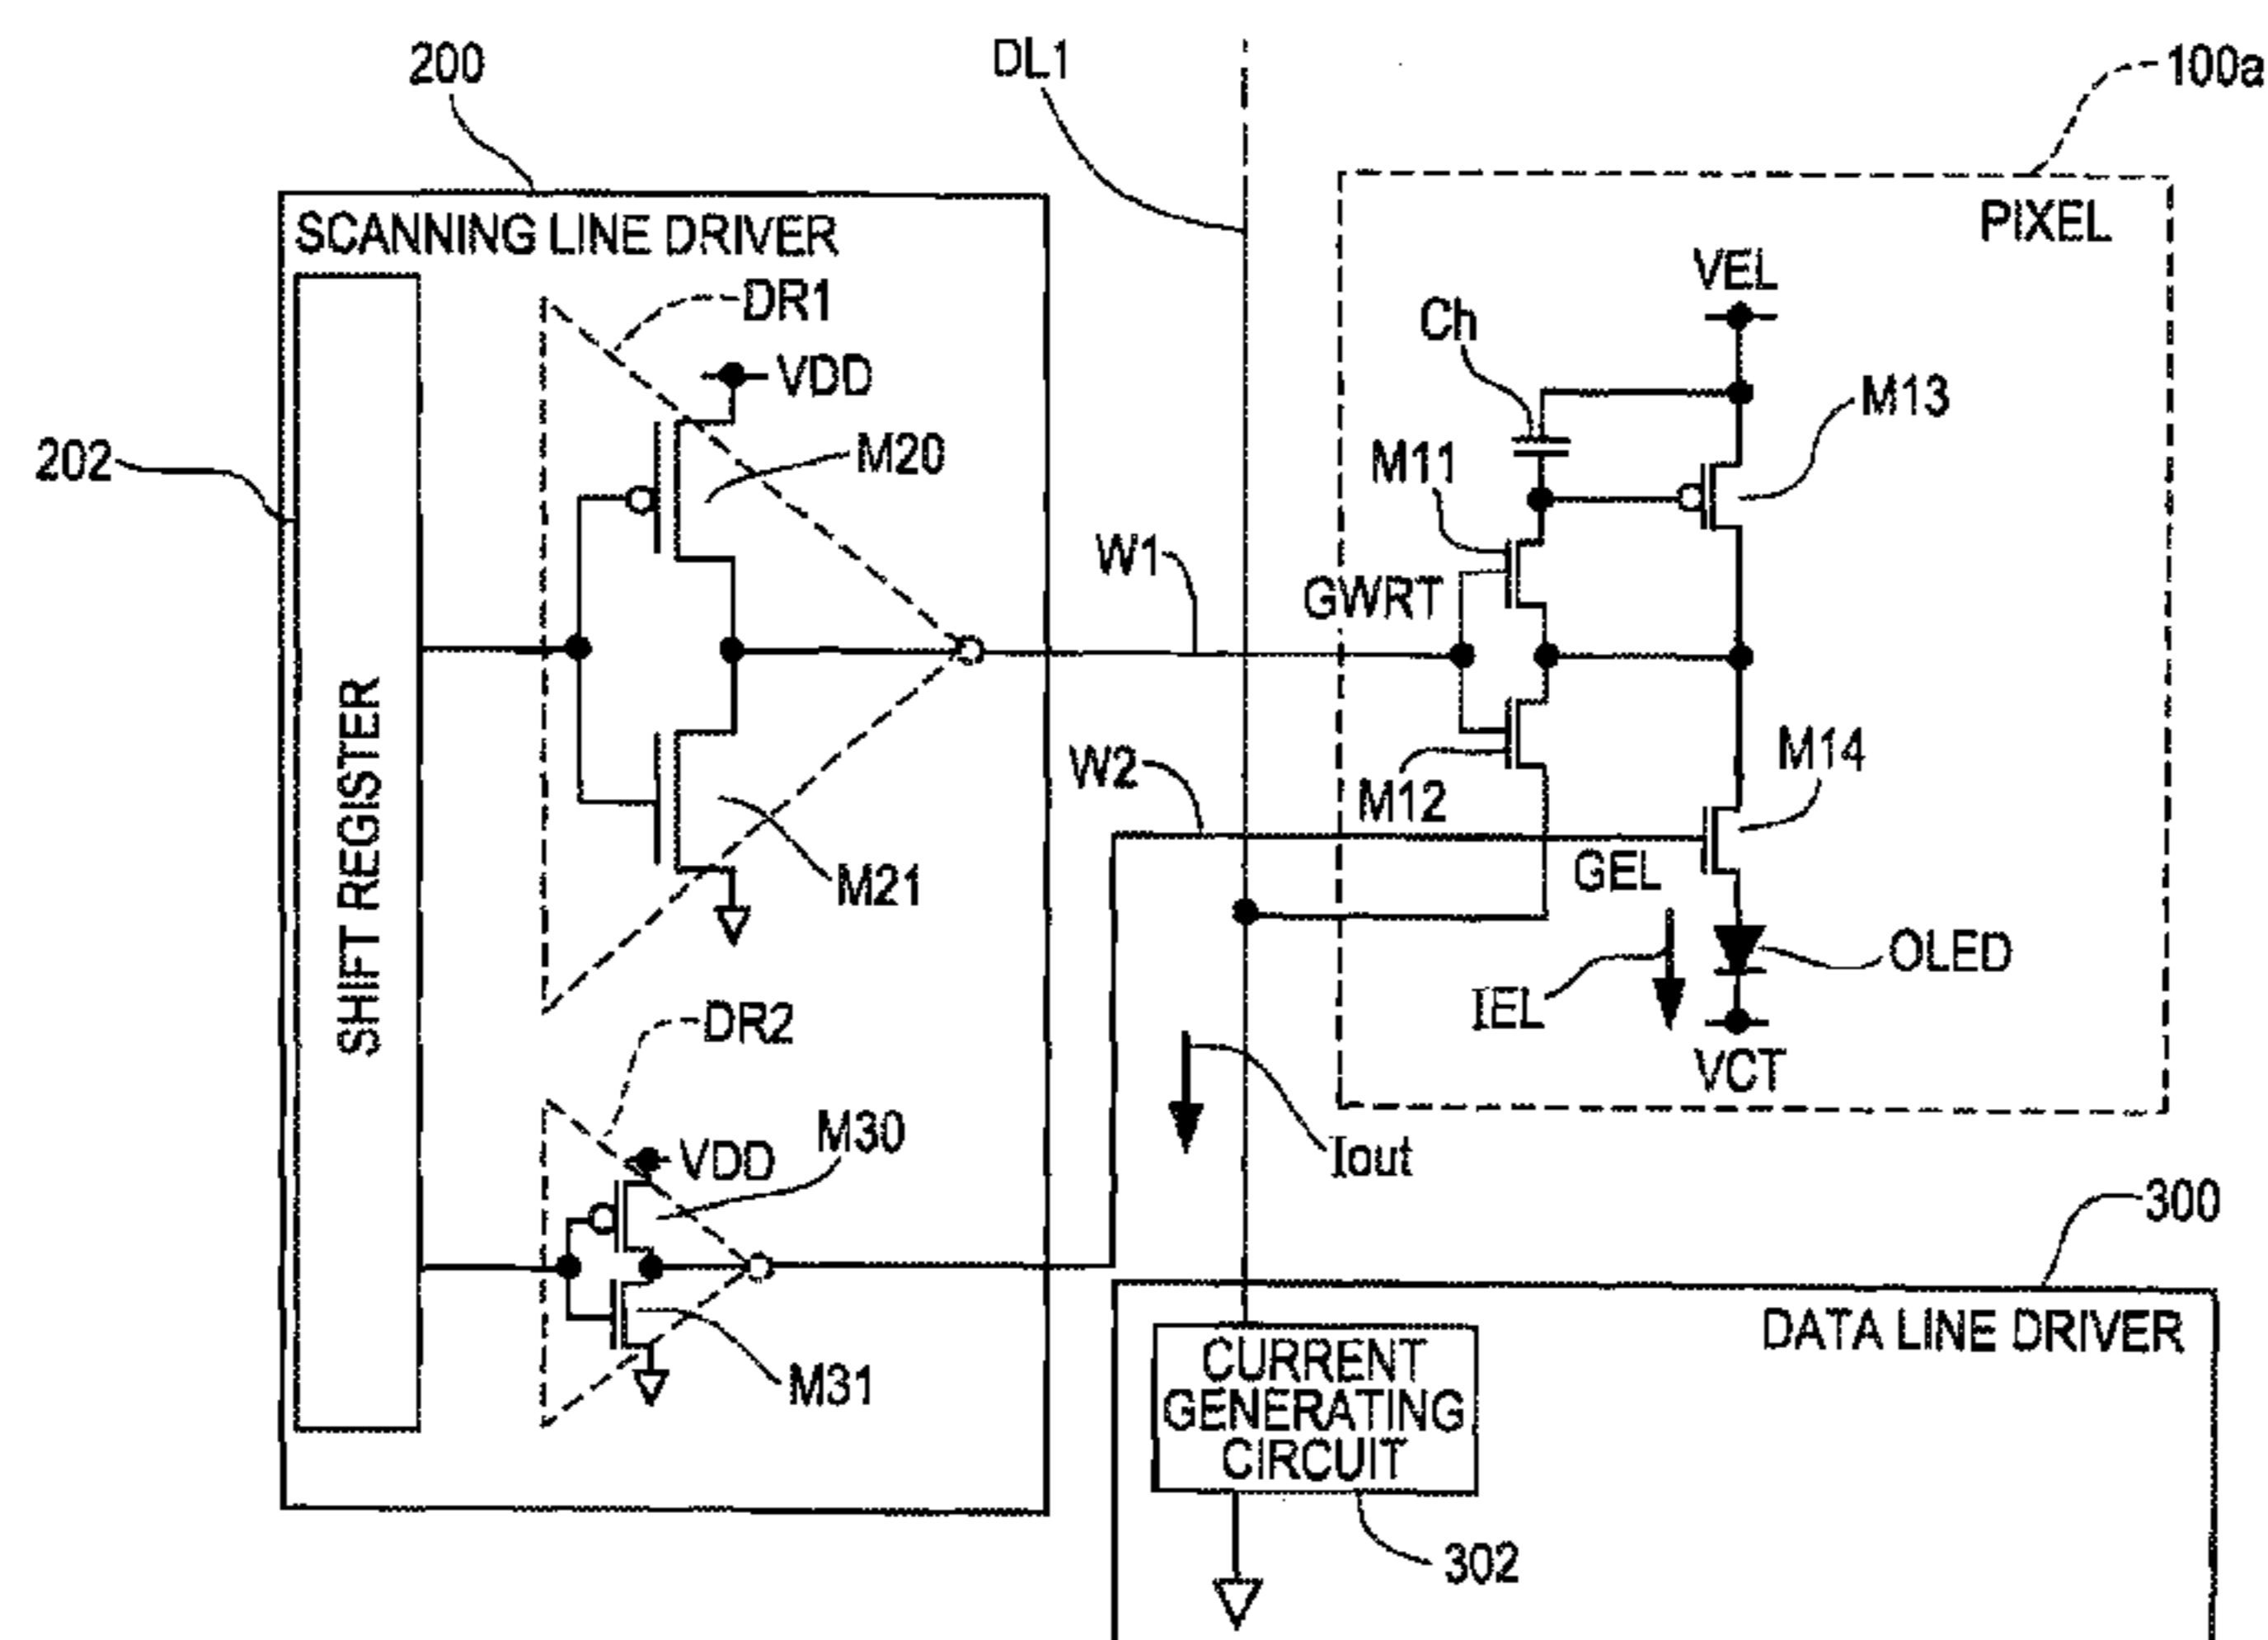 200
DL1
100a
SCANNING LINE DRIVER
PIXEL
DR1
VEL
Ch
VDD
M13
202
M20
M11
W1
GWRT
M14
W2
M12
M21
GEL
OLED
SHIFT REGISTER
IEL
DR2
VCT
M30
VDD
Iout
300
DATA LINE DRIVER
M31
CURRENT
GENERATING
CIRCUIT
302